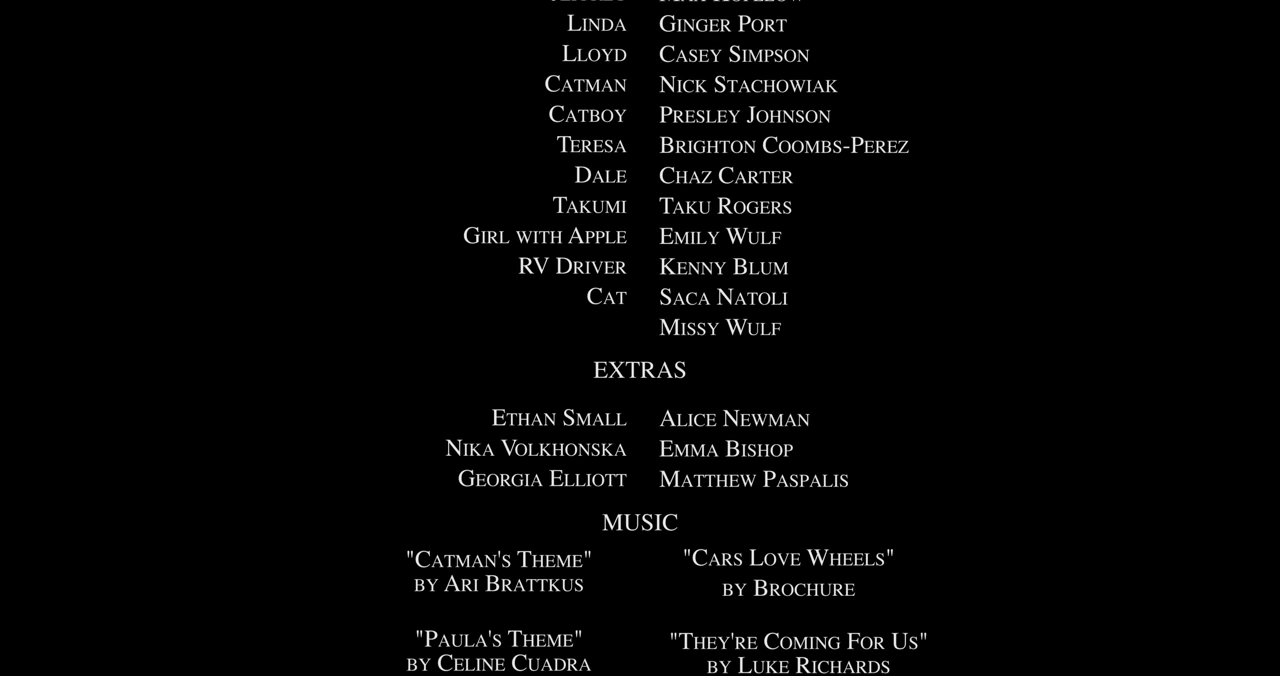 Linda Ginger Port
Lloyd Casey Simpson
Catman Nick Stachowiak
Catboy Presley Johnson
Teresa Brighton Coombs-Perez
Dale Chaz Carter
Takumi Taku Rogers
Girl with Apple Emily Wulf
RV Driver Kenny Blum
Cat Saca Natoli
Missy Wulf
EXTRAS
Ethan Small Alice Newman
Nika Volkhonska Emma Bishop
Georgia Elliott Matthew Paspalis
MUSIC
"Catman's Theme" "Cars Love Wheels"
by Ari Brattkus by Brochure
"Paula's Theme" "They're Coming For Us"
by Celine Cuadra by Luke Richards